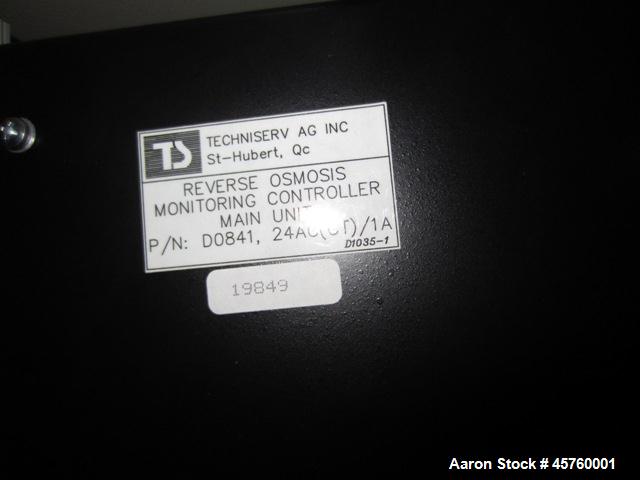 TS
TECHNISERV AG INC
St-Hubert, Qc
REVERSE OSMOSIS
MONITORING CONTROLLER
MAIN UNIT
P/N: D0841, 24AC(CT)/1A
D1035-1
19849
Aaron Stock # 45760001